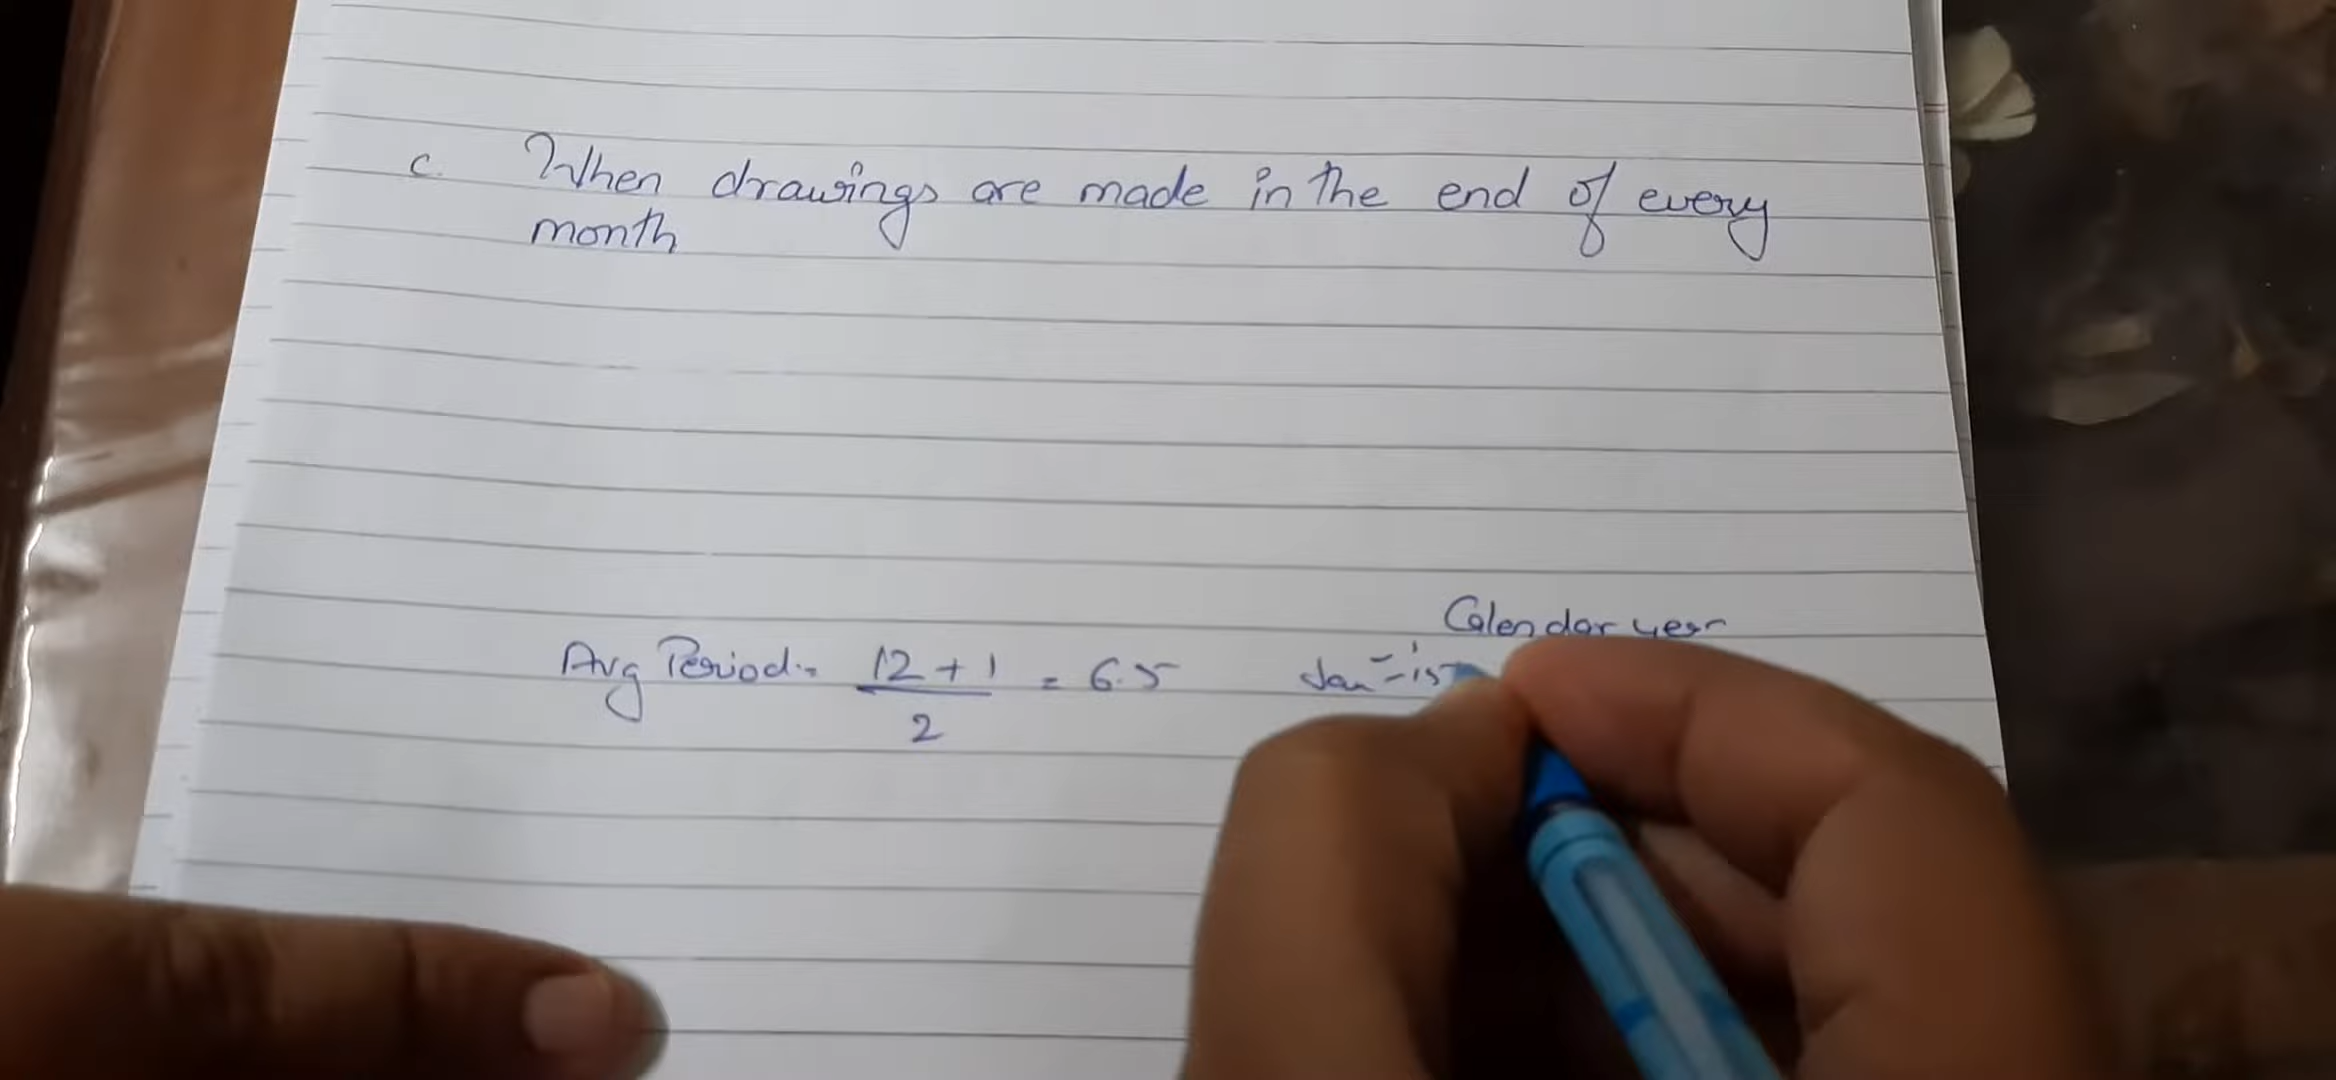 c. When drawings are made in the end of every
month
Calendar year
Avg Period:- 12 + 1 = 6.5 Jan
2